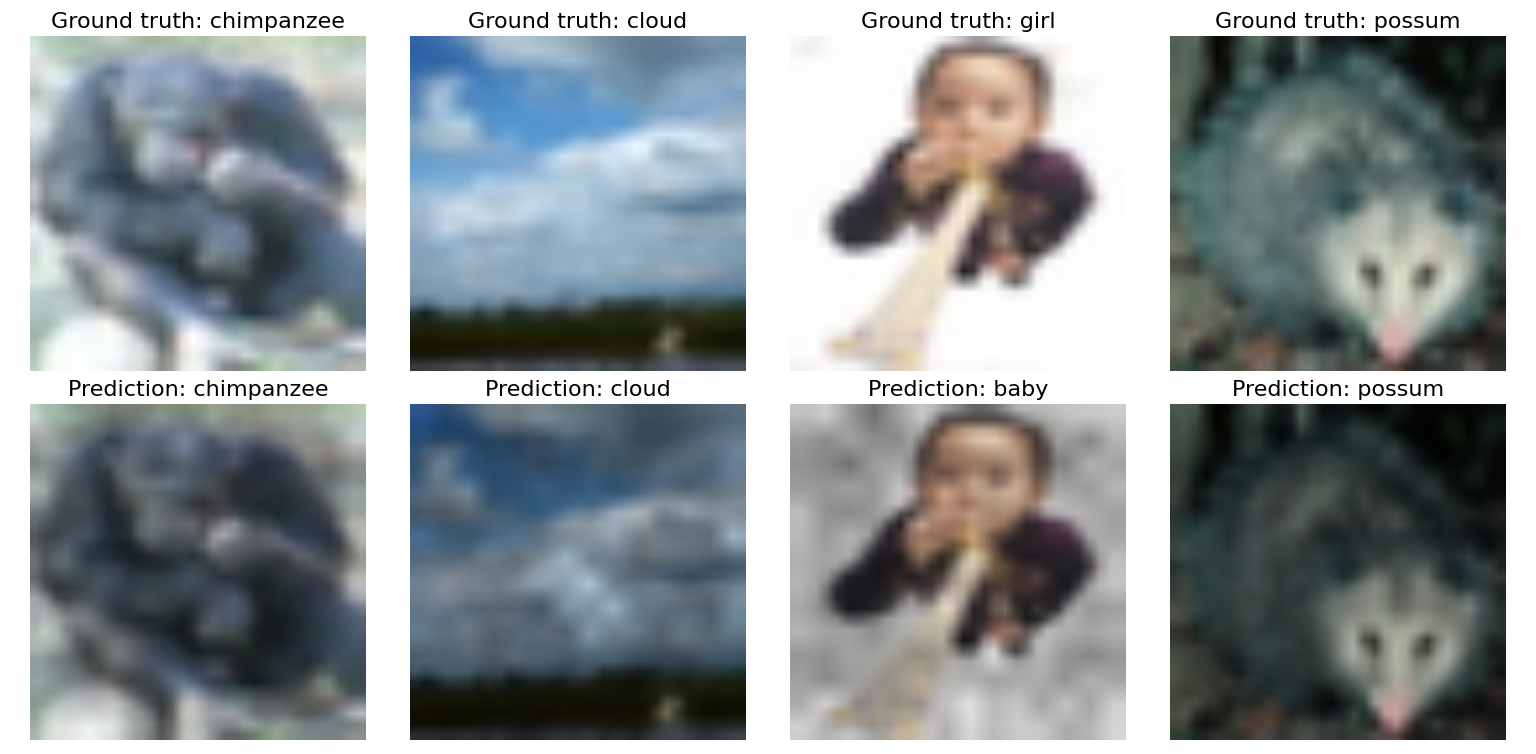 Ground truth: chimpanzee
Ground truth: cloud
Ground truth: girl
Ground truth: possum
Prediction: chimpanzee
Prediction: cloud
Prediction: baby
Prediction: possum